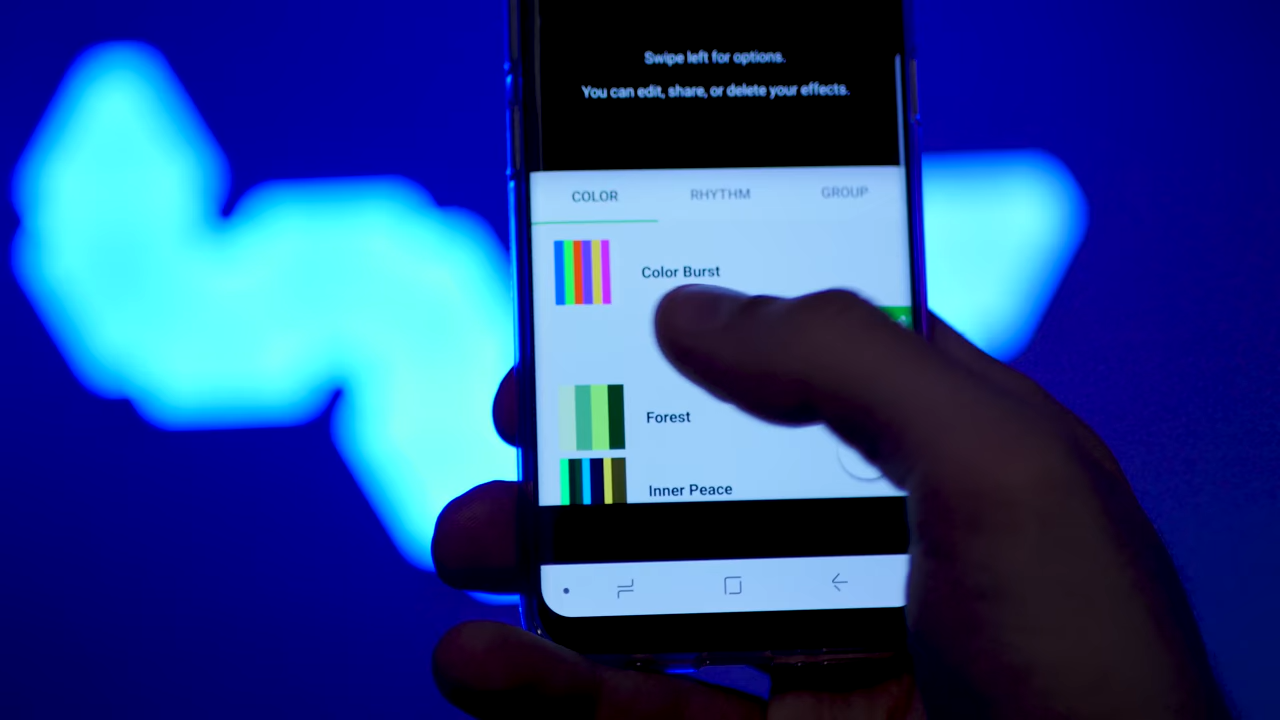 Swipe left for options.
You can edit, share, or delete your effects.
COLOR RHYTHM GROUP
Color Burst
Forest
Inner Peace